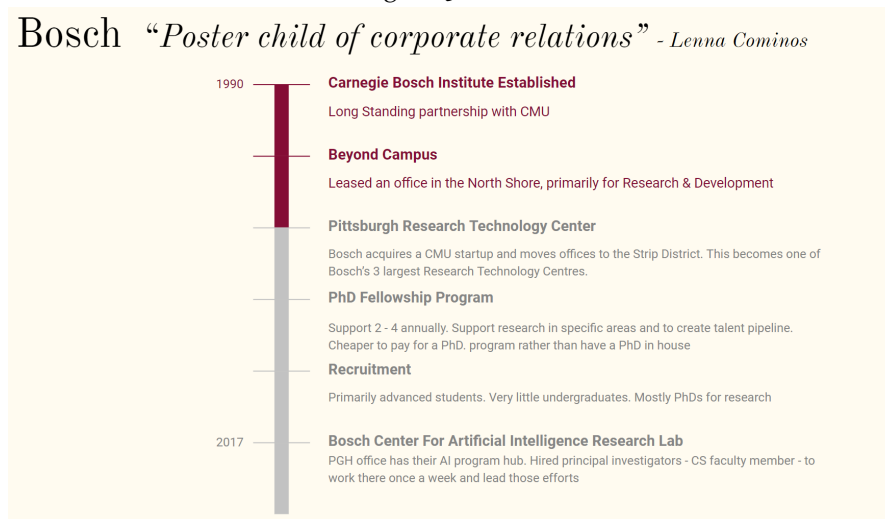 Bosch “Poster child of corporate relations” - Lenna Cominos
1990
Carnegie Bosch Institute Established
Long Standing partnership with CMU
Beyond Campus
Leased an office in the North Shore, primarily for Research & Development
Pittsburgh Research Technology Center
Bosch acquires a CMU startup and moves offices to the Strip District. This becomes one of
Bosch's 3 largest Research Technology Centres.
PhD Fellowship Program
Support 2 - 4 annually. Support research in specific areas and to create talent pipeline.
Cheaper to pay for a PhD. program rather than have a PhD in house
Recruitment
Primarily advanced students. Very little undergraduates. Mostly PhDs for research
2017
Bosch Center For Artificial Intelligence Research Lab
PGH office has their AI program hub. Hired principal investigators - CS faculty member - to
work there once a week and lead those efforts